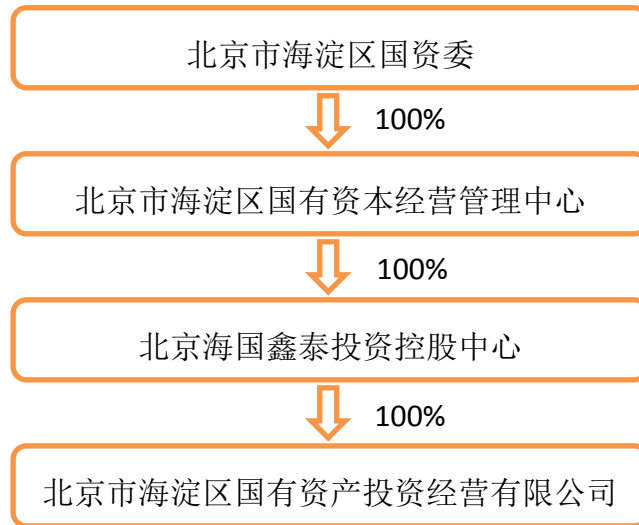 北京市海淀区国资委
100%
北京市海淀区国有资本经营管理中心
100%
北京海国鑫泰投资控股中心
100%
北京市海淀区国有资产投资经营有限公司